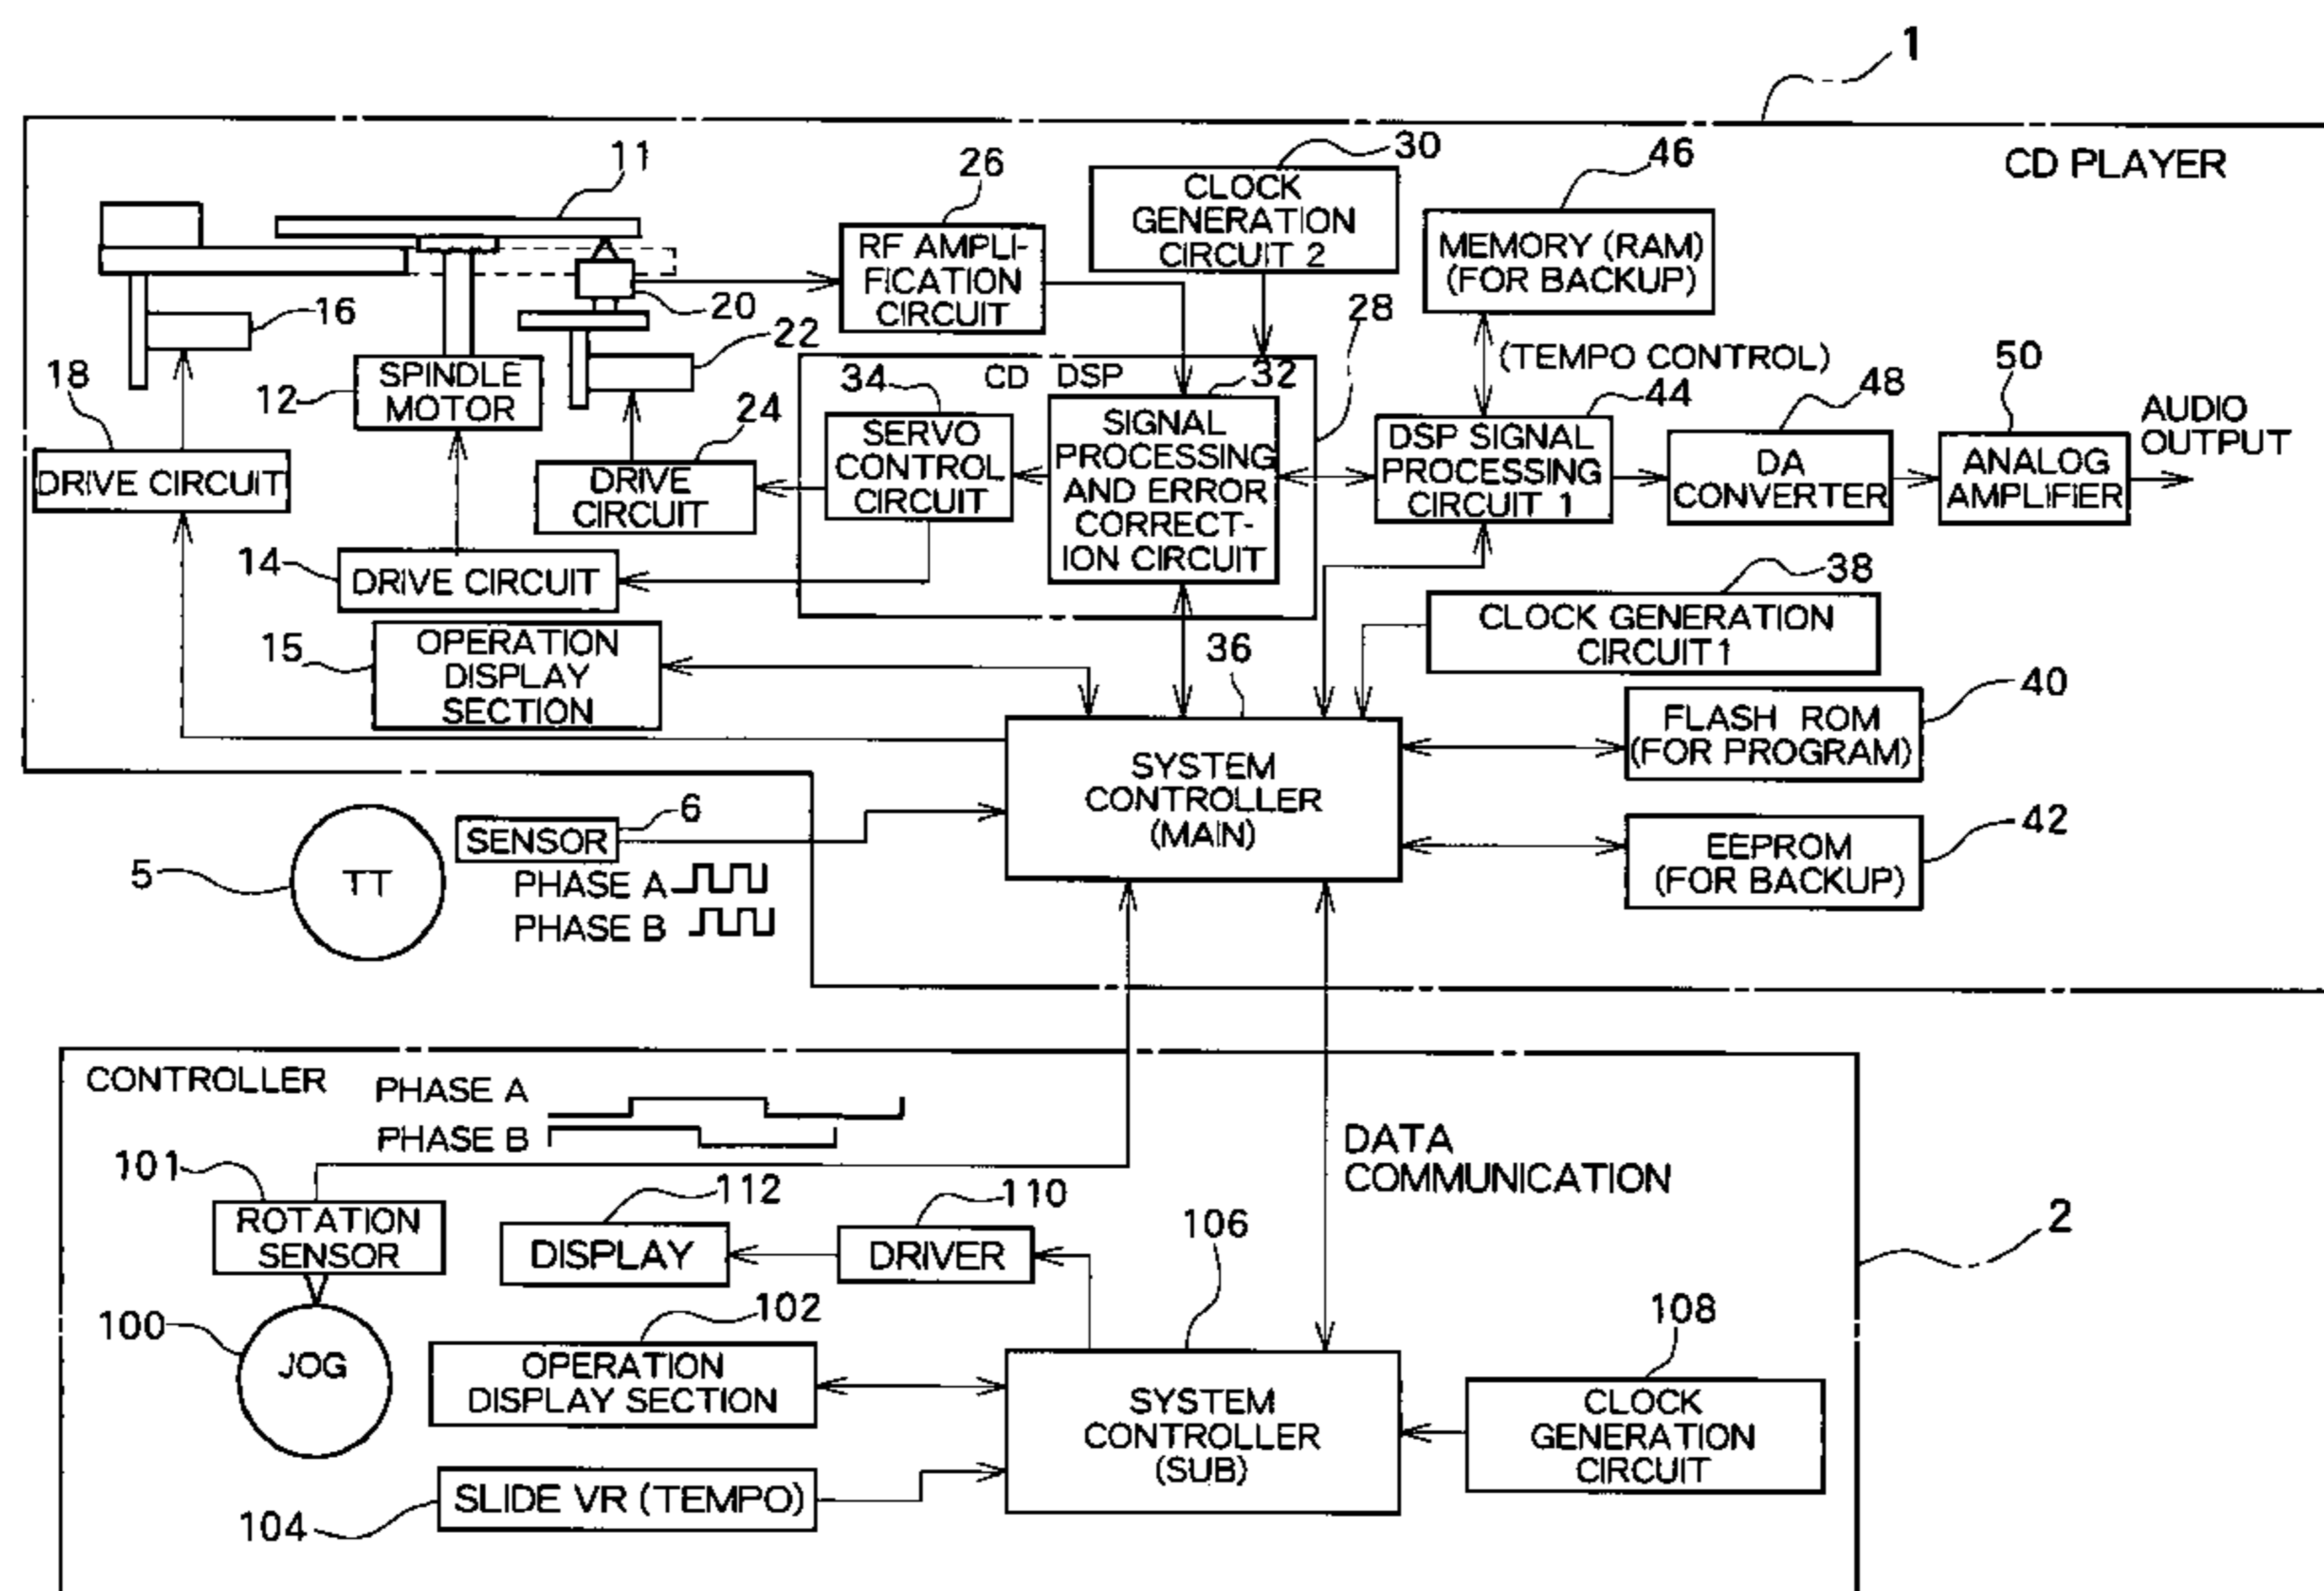 1
CD PLAYER
11
26
30
46
CLOCK
GENERATION
CIRCUIT 2
RF AMPLI-
FICATION
CIRCUIT
MEMORY (RAM)
(FOR BACKUP)
16
20
22
28
18
12
SPINDLE
MOTOR
24
34
CD DSP
32
(TEMPO CONTROL)
44
48
50
AUDIO
OUTPUT
DRIVE CIRCUIT
DRIVE
CIRCUIT
SERVO
CONTROL
CIRCUIT
SIGNAL
PROCESSING
AND ERROR
CORRECT-
ION CIRCUIT
DSP SIGNAL
PROCESSING
CIRCUIT 1
DA
CONVERTER
ANALOG
AMPLIFIER
14
DRIVE CIRCUIT
38
CLOCK GENERATION
CIRCUIT 1
15
OPERATION
DISPLAY
SECTION
36
40
FLASH ROM
(FOR PROGRAM)
SYSTEM
CONTROLLER
(MAIN)
42
EEPROM
(FOR BACKUP)
6
SENSOR
5
TT
PHASE A
PHASE B
CONTROLLER
PHASE A
PHASE B
DATA
COMMUNICATION
101
ROTATION
SENSOR
112
DISPLAY
110
DRIVER
106
2
100
JOG
102
OPERATION
DISPLAY SECTION
108
SYSTEM
CONTROLLER
(SUB)
CLOCK
GENERATION
CIRCUIT
SLIDE VR (TEMPO)
104